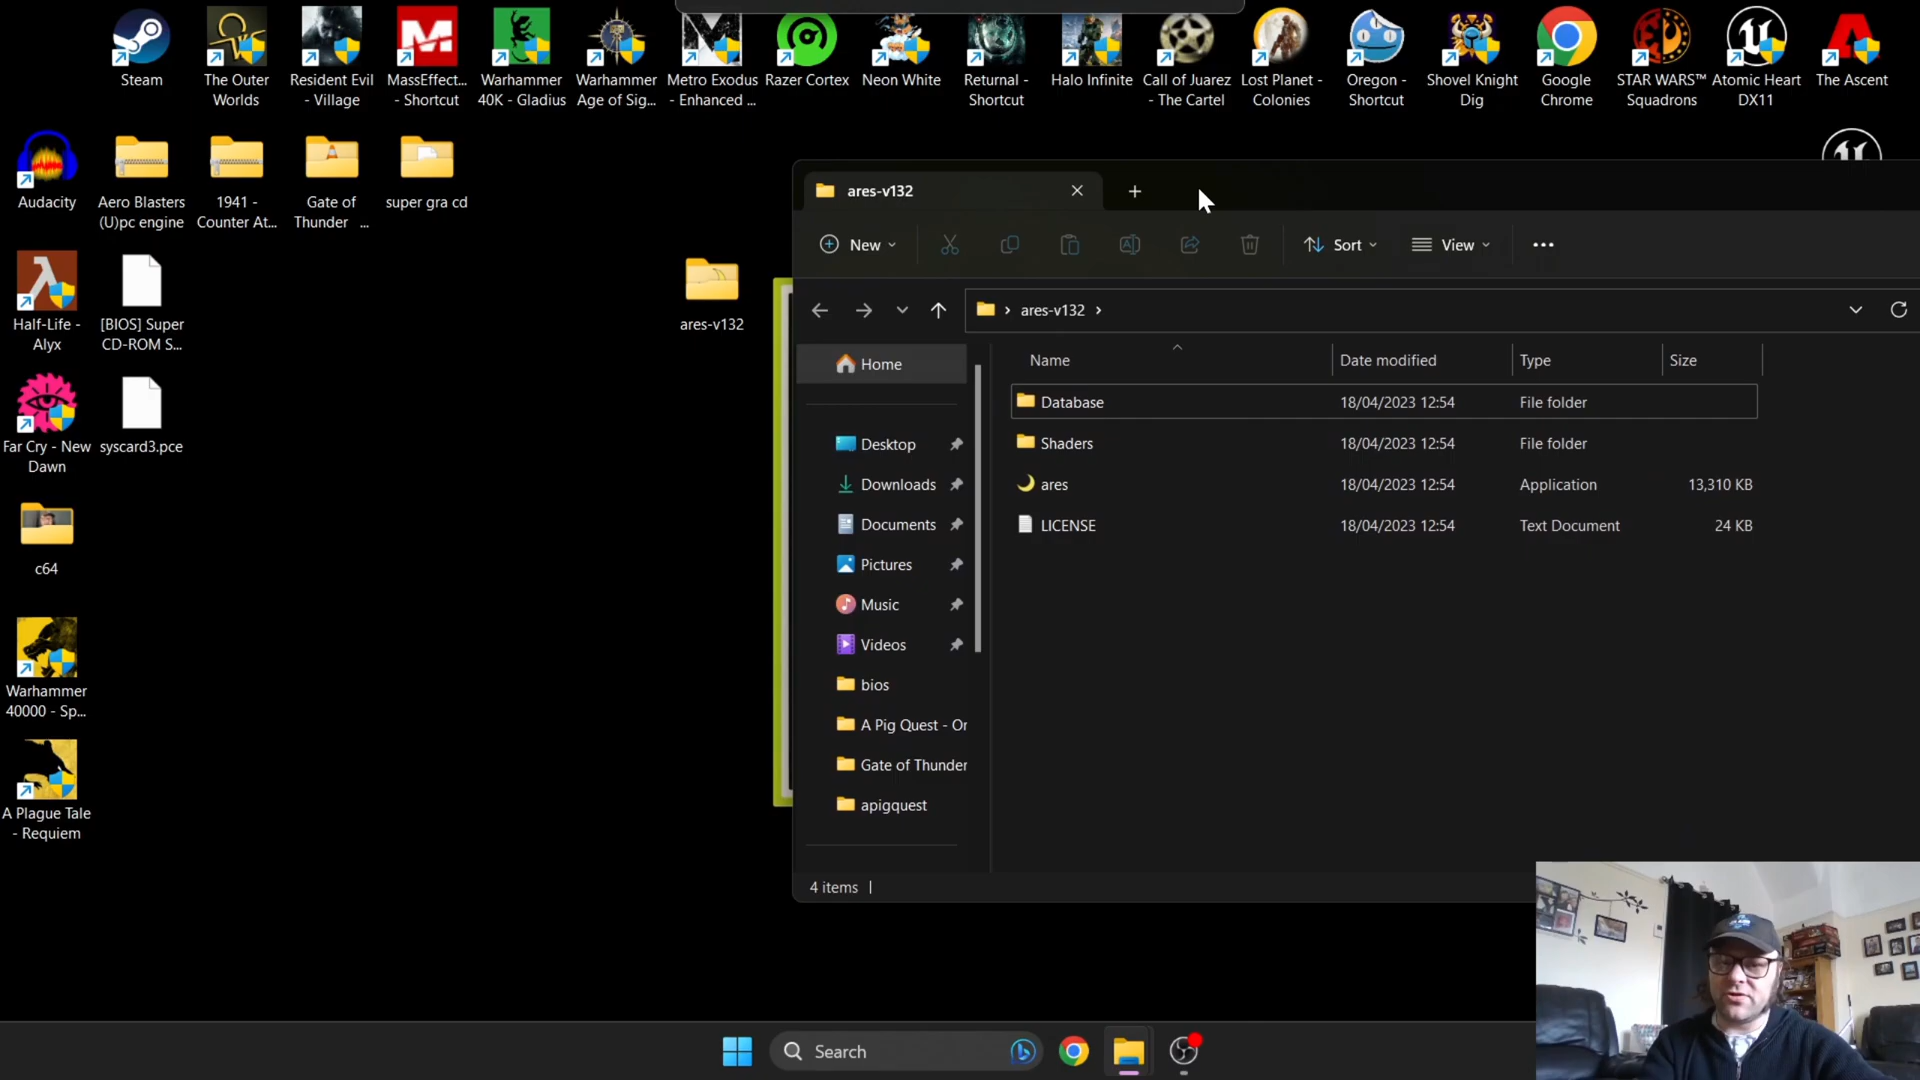 Steam
The Outer
Worlds
Resident Evil
- Village
MassEffect...
- Shortcut
Warhammer
40K - Gladius
Warhammer
Age of Sig...
Metro Exodus
- Enhanced ...
Razer Cortex
Neon White
Returnal -
Shortcut
Halo Infinite
Call of Juarez
- The Cartel
Lost Planet -
Colonies
Oregon -
Shortcut
Shovel Knight
Dig
Google
Chrome
STAR WARS™
Squadrons
Atomic Heart
DX11
The Ascent
Audacity
Aero Blasters
(U)pc engine
1941 -
Counter At...
Gate of
Thunder ...
super gra cd
Half-Life -
Alyx
[BIOS] Super
CD-ROM S...
Far Cry - New
Dawn
syscard3.pce
c64
Warhammer
40000 - Sp...
A Plague Tale
- Requiem
ares-v132
ares-v132
New
Sort
View
ares-v132
Name Date modified Type Size
Database 18/04/2023 12:54 File folder
Shaders 18/04/2023 12:54 File folder
ares 18/04/2023 12:54 Application 13,310 KB
LICENSE 18/04/2023 12:54 Text Document 24 KB
Home
Desktop
Downloads
Documents
Pictures
Music
Videos
bios
A Pig Quest - Or
Gate of Thunder
apigquest
4 items
Search